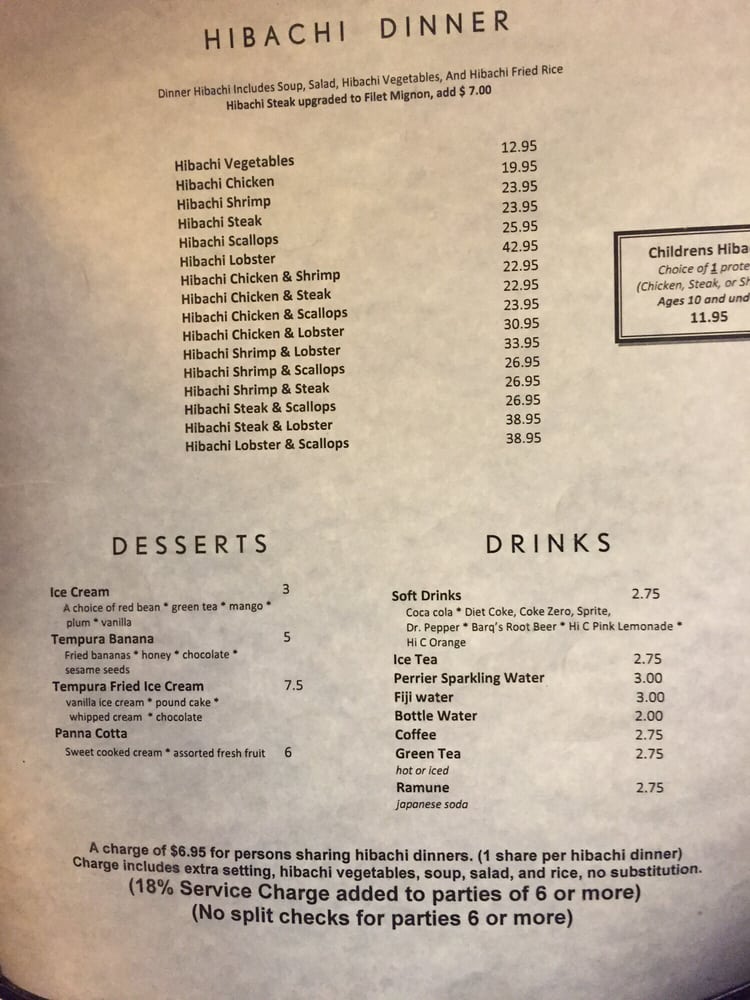 HIBACHI DINNER
Dinner Hibachi Includes Soup, Salad, Hibachi Vegetables, And Hibachi Fried Rice
Hibachi Steak upgraded to Filet Mignon, add $ 7.00
Hibachi Vegetables 12.95
Hibachi Chicken 19.95
Hibachi Shrimp 23.95
Hibachi Steak 23.95
Hibachi Scallops 25.95
Hibachi Lobster 42.95
Hibachi Chicken & Shrimp 22.95
Hibachi Chicken & Steak 22.95
Hibachi Chicken & Scallops 23.95
Hibachi Chicken & Lobster 30.95
Hibachi Shrimp & Lobster 33.95
Hibachi Shrimp & Scallops 26.95
Hibachi Shrimp & Steak 26.95
Hibachi Steak & Scallops 26.95
Hibachi Steak & Lobster 38.95
Hibachi Lobster & Scallops 38.95
Childrens Hiba
Choice of 1 prote
(Chicken, Steak, or Sh
Ages 10 and und
11.95
DESSERTS
Ice Cream 3
A choice of red bean * green tea * mango *
plum * vanilla
Tempura Banana 5
Fried bananas * honey * chocolate *
sesame seeds
Tempura Fried Ice Cream 7.5
vanilla ice cream * pound cake *
whipped cream * chocolate
Panna Cotta
Sweet cooked cream * assorted fresh fruit 6
DRINKS
Soft Drinks 2.75
Coca cola * Diet Coke, Coke Zero, Sprite,
Dr. Pepper * Barq's Root Beer * Hi C Pink Lemonade *
Hi C Orange
Ice Tea 2.75
Perrier Sparkling Water 3.00
Fiji water 3.00
Bottle Water 2.00
Coffee 2.75
Green Tea 2.75
hot or iced
Ramune 2.75
japanese soda
A charge of $6.95 for persons sharing hibachi dinners. (1 share per hibachi dinner)
Charge includes extra setting, hibachi vegetables, soup, salad, and rice, no substitution.
(18% Service Charge added to parties of 6 or more)
(No split checks for parties 6 or more)